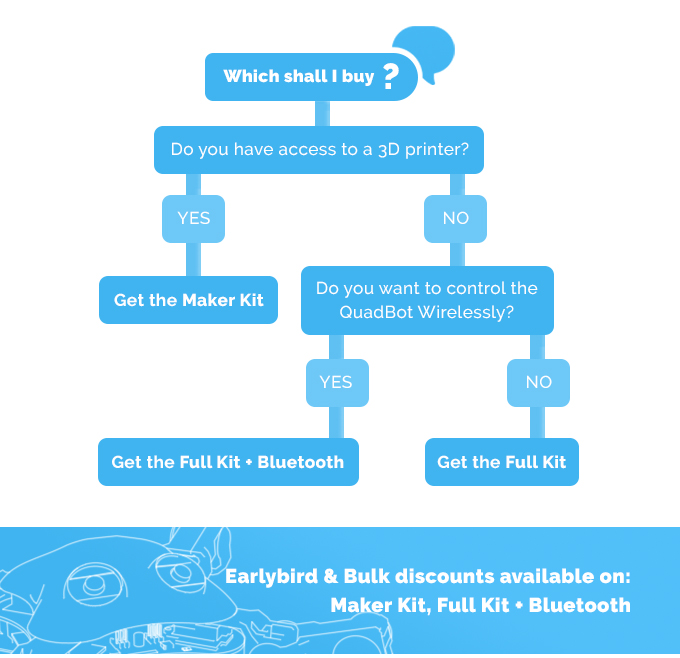 Which shall I buy ?
Do you have access to a 3D printer?
YES
NO
Get the Maker Kit
Do you want to control the
QuadBot Wirelessly?
YES
NO
Get the Full Kit + Bluetooth
Get the Full Kit
Earlybird & Bulk discounts available on:
Maker Kit, Full Kit + Bluetooth